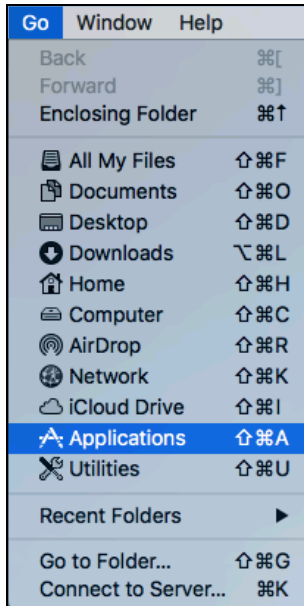 Go Window Help
Back ⌘[
Forward ⌘]
Enclosing Folder ⌘↑
All My Files ⇧⌘F
Documents ⇧⌘O
Desktop ⇧⌘D
Downloads ⌥⌘L
Home ⇧⌘H
Computer ⇧⌘C
AirDrop ⇧⌘R
Network ⇧⌘K
iCloud Drive ⇧⌘I
Applications ⇧⌘A
Utilities ⇧⌘U
Recent Folders ▶
Go to Folder... ⇧⌘G
Connect to Server... ⌘K